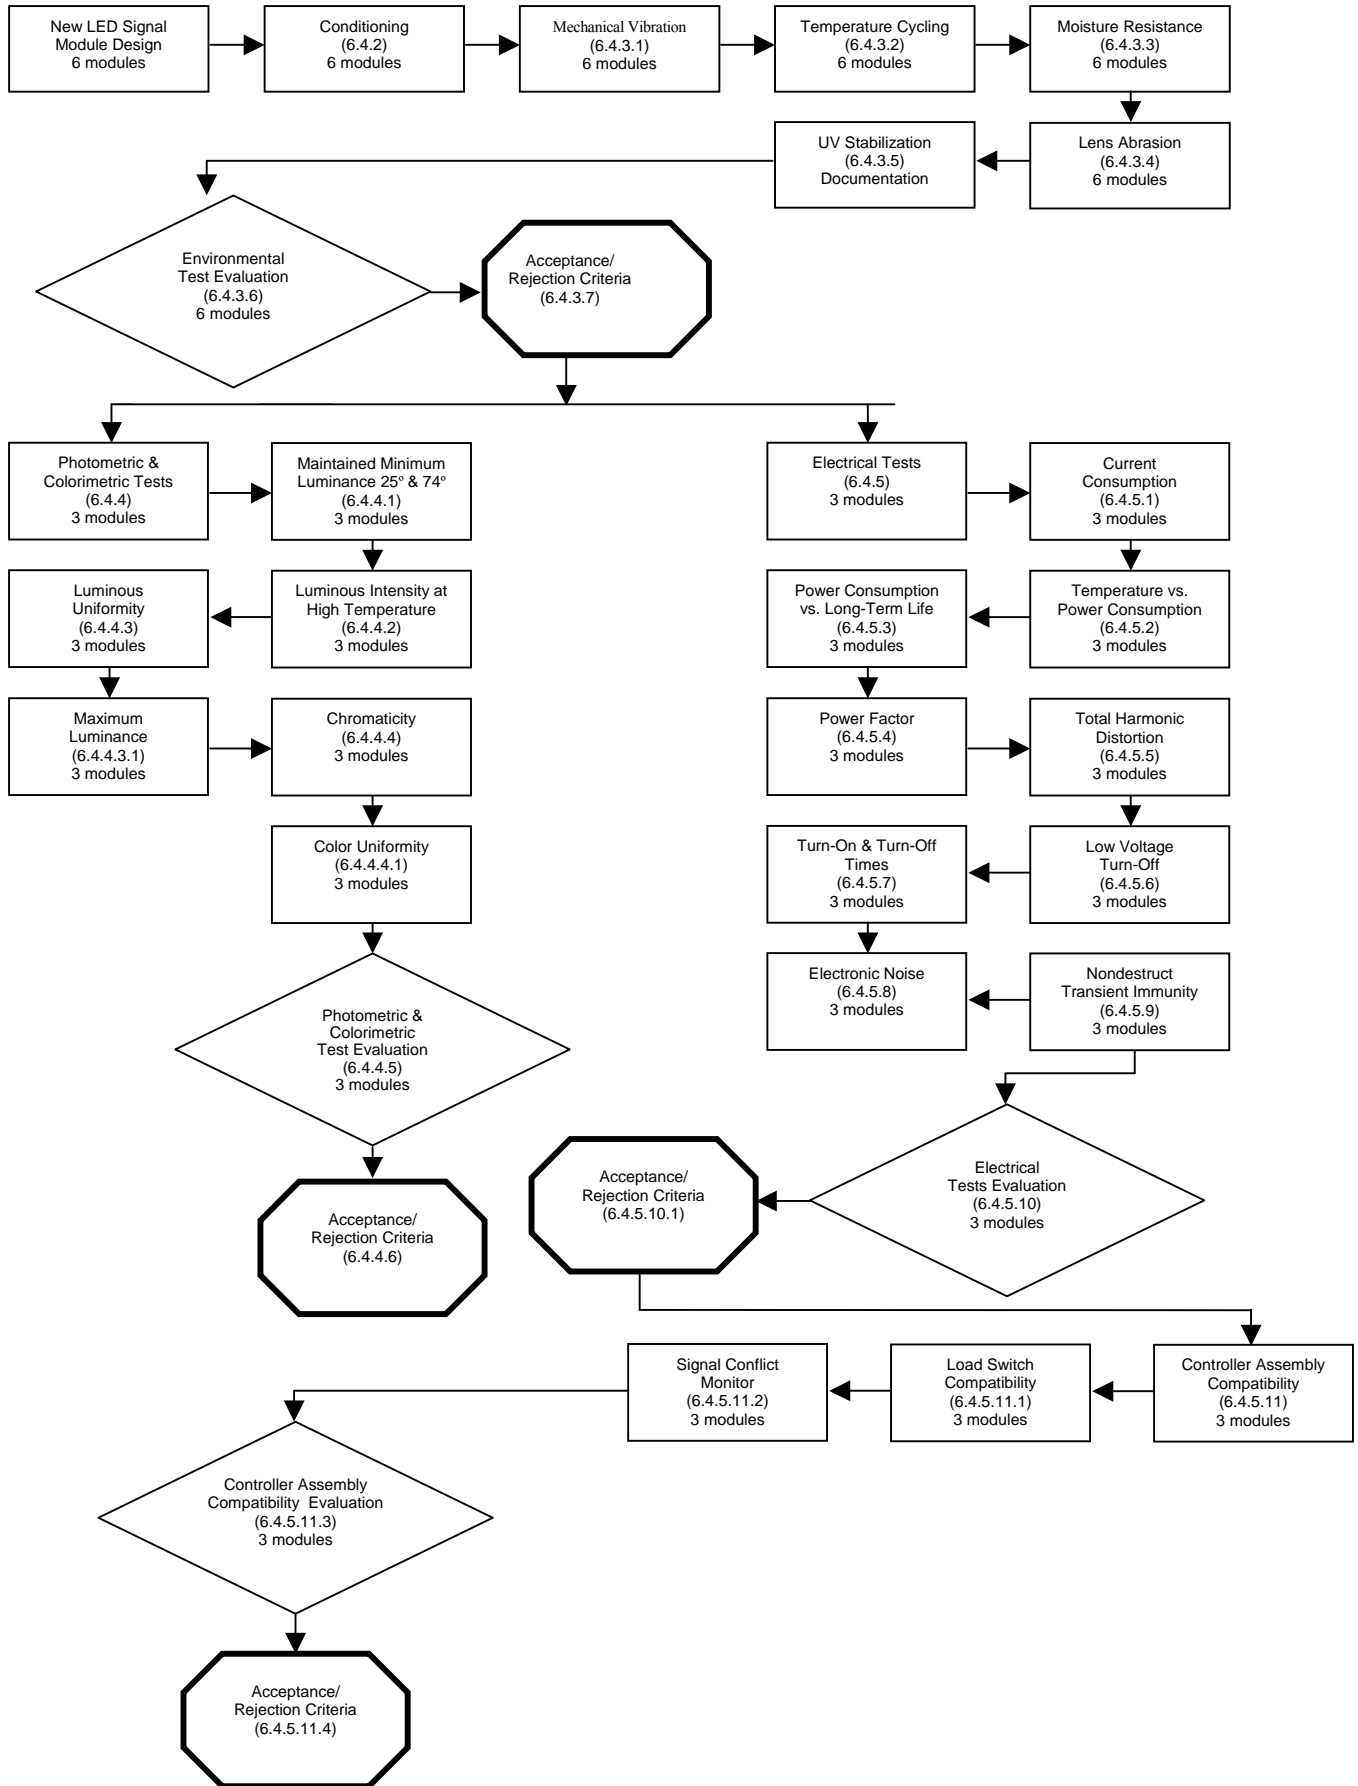 New LED Signal
Module Design
6 modules
Conditioning
(6.4.2)
6 modules
Mechanical Vibration
(6.4.3.1)
6 modules
Temperature Cycling
(6.4.3.2)
6 modules
Moisture Resistance
(6.4.3.3)
6 modules
Lens Abrasion
(6.4.3.4)
6 modules
UV Stabilization
(6.4.3.5)
Documentation
Environmental
Test Evaluation
(6.4.3.6)
6 modules
Acceptance/
Rejection Criteria
(6.4.3.7)
Photometric &
Colorimetric Tests
(6.4.4)
3 modules
Maintained Minimum
Luminance 25º & 74º
(6.4.4.1)
3 modules
Luminous Intensity at
High Temperature
(6.4.4.2)
3 modules
Luminous
Uniformity
(6.4.4.3)
3 modules
Maximum
Luminance
(6.4.4.3.1)
3 modules
Chromaticity
(6.4.4.4)
3 modules
Color Uniformity
(6.4.4.4.1)
3 modules
Photometric &
Colorimetric
Test Evaluation
(6.4.4.5)
3 modules
Acceptance/
Rejection Criteria
(6.4.4.6)
Electrical Tests
(6.4.5)
3 modules
Current
Consumption
(6.4.5.1)
3 modules
Temperature vs.
Power Consumption
(6.4.5.2)
3 modules
Power Consumption
vs. Long-Term Life
(6.4.5.3)
3 modules
Power Factor
(6.4.5.4)
3 modules
Total Harmonic
Distortion
(6.4.5.5)
3 modules
Low Voltage
Turn-Off
(6.4.5.6)
3 modules
Turn-On & Turn-Off
Times
(6.4.5.7)
3 modules
Electronic Noise
(6.4.5.8)
3 modules
Nondestruct
Transient Immunity
(6.4.5.9)
3 modules
Electrical
Tests Evaluation
(6.4.5.10)
3 modules
Acceptance/
Rejection Criteria
(6.4.5.10.1)
Controller Assembly
Compatibility
(6.4.5.11)
3 modules
Load Switch
Compatibility
(6.4.5.11.1)
3 modules
Signal Conflict
Monitor
(6.4.5.11.2)
3 modules
Controller Assembly
Compatibility Evaluation
(6.4.5.11.3)
3 modules
Acceptance/
Rejection Criteria
(6.4.5.11.4)